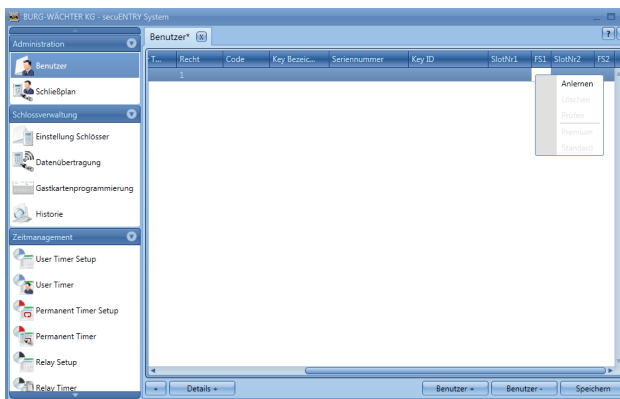 BURG-WÄCHTER KG - secuENTRY System
Administration
Benutzer
Schließplan
Schlossverwaltung
Einstellung Schlösser
Datenübertragung
Gastkartenprogrammierung
Historie
Zeitmanagement
User Timer Setup
User Timer
Permanent Timer Setup
Permanent Timer
Relay Setup
Relay Timer
Benutzer* X
?
T... Recht Code Key Bezeic... Seriennummer Key ID SlotNr1 FS1 SlotNr2 FS2
1
Anlernen
Löschen
Prüfen
Premium
Standard
Details + Benutzer + Benutzer - Speichern